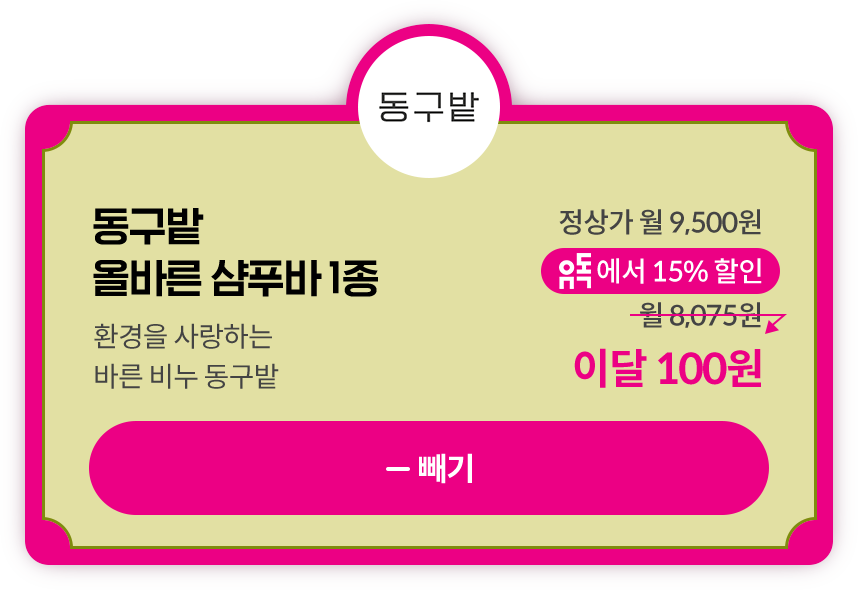 동구밭
동구밭
올바른 샴푸바 1종
환경을 사랑하는
바른 비누 동구밭
정상가 월 9,500원
유독에서 15% 할인
월 8,075원
이달 100원
– 빼기